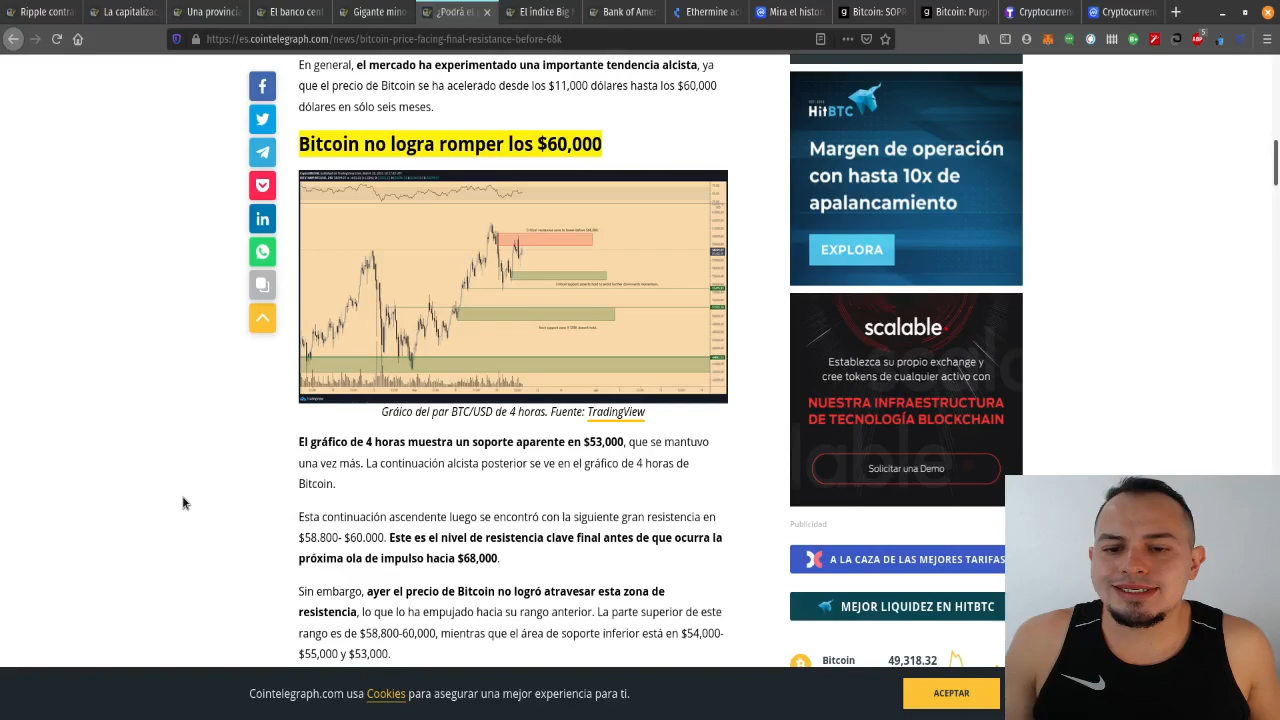 Ripple contra
La capitalizac
Una provincia
El banco cent
Goldman Sach
¿Podrá el
El índice Bitc
Bank of Amer
Ethermine ac
Mira el histori
Bitcoin SOPR
Bitcoin: Purpo
Cryptocurren
Cryptocurren
https://es.cointelegraph.com/news/bitcoin-price-facing-final-resistance-before-68k
En general, el mercado ha experimentado una importante tendencia alcista, ya
que el precio de Bitcoin se ha acelerado desde los $11,000 dólares hasta los $60,000
dólares en sólo seis meses.
Bitcoin no logra romper los $60,000
Gráico del par BTC/USD de 4 horas. Fuente: TradingView
El gráfico de 4 horas muestra un soporte aparente en $53,000, que se mantuvo
una vez más. La continuación alcista posterior se ve en el gráfico de 4 horas de
Bitcoin.
Esta continuación ascendente luego se encontró con la siguiente gran resistencia en
$58.800- $60.000. Este es el nivel de resistencia clave final antes de que ocurra la
próxima ola de impulso hacia $68,000.
Sin embargo, ayer el precio de Bitcoin no logró atravesar esta zona de
resistencia, lo que lo ha empujado hacia su rango anterior. La parte superior de este
rango es de $58,800-60,000, mientras que el área de soporte inferior está en $54,000-
$55,000 y $53,000.
HitBTC
Margen de operación
con hasta 10x de
apalancamiento
EXPLORA
scalable
Establezca su propio exchange y
cree tokens de cualquier activo con
NUESTRA INFRAESTRUCTURA
DE TECNOLOGÍA BLOCKCHAIN
Solicitar una Demo
Publicidad
A LA CAZA DE LAS MEJORES TARIFAS
MEJOR LIQUIDEZ EN HITBTC
Bitcoin 49,318.32
Cointelegraph.com usa Cookies para asegurar una mejor experiencia para ti.
ACEPTAR